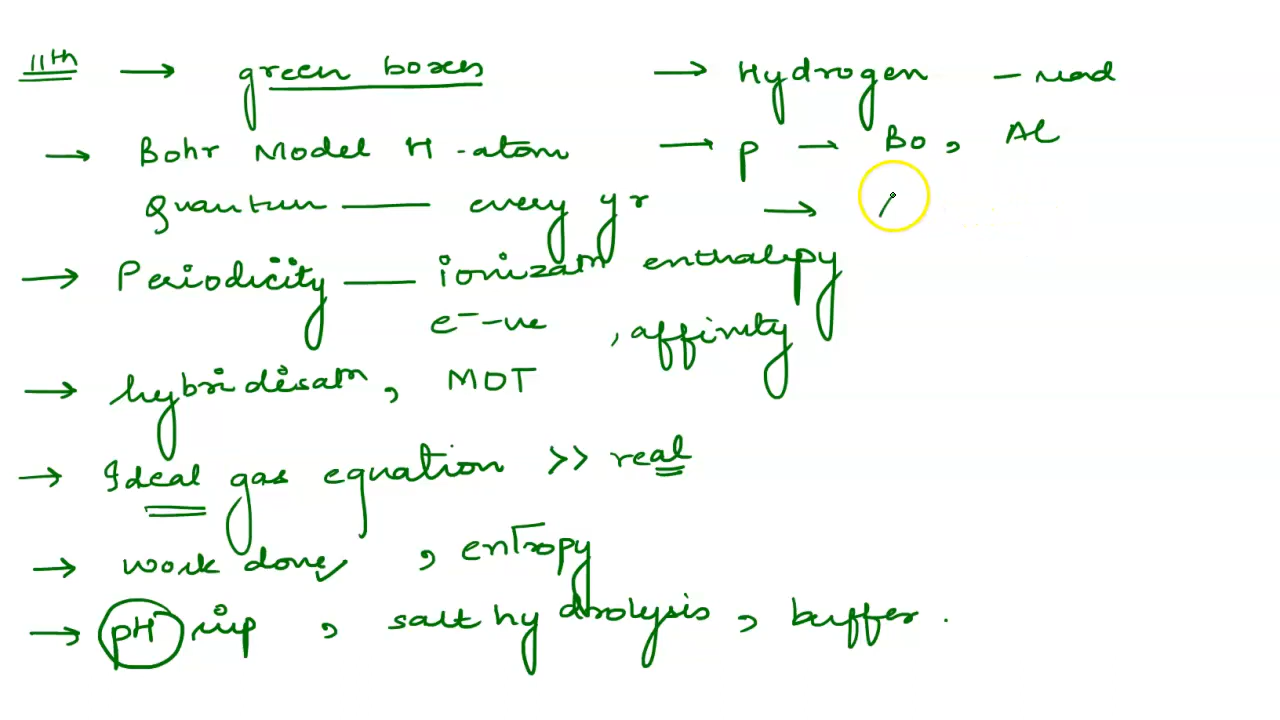 11th → green boxes
→ Bohr Model H-atom
Quantum —— every yr
→ Periodicity —— ionizatn enthalepy
e⁻ -ve , affinity
→ hybridisatn , MOT
→ Ideal gas equation >> real
→ work done , entropy
→ pH imp , salt hydrolysis , buffer .
→ Hydrogen – read
→ p → Bo , Al
→